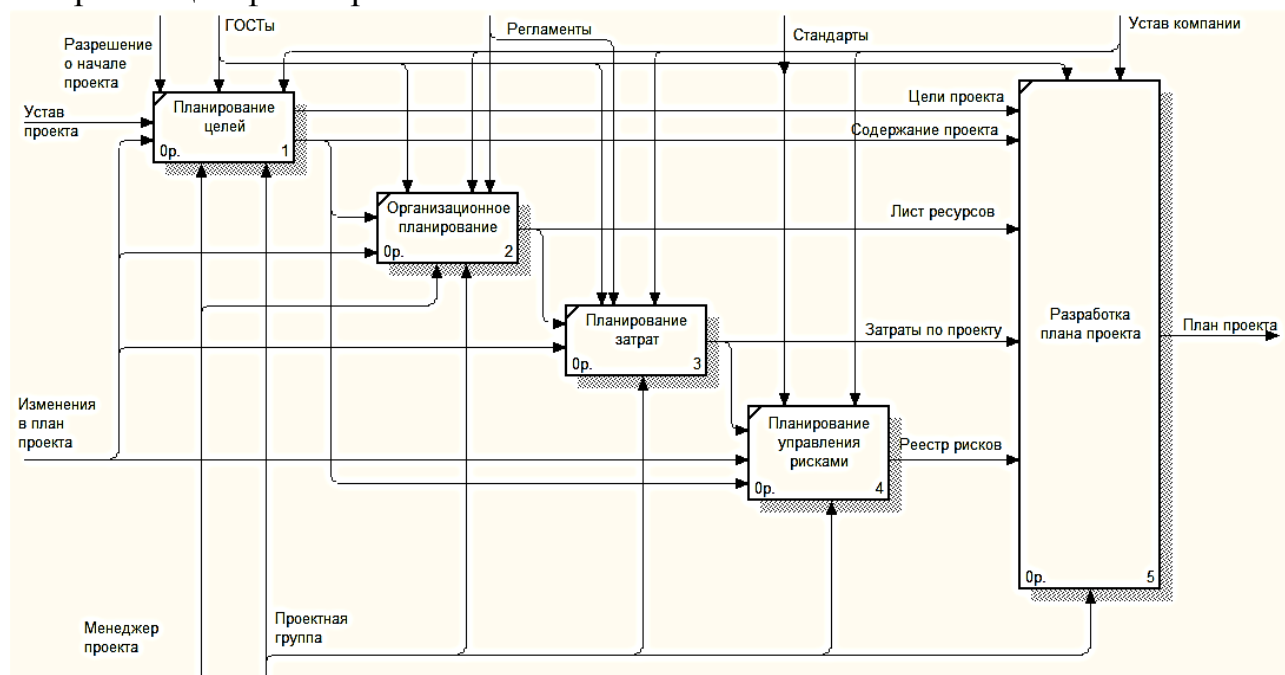 ГОСТы
Регламенты
Стандарты
Устав компании
Разрешение
о начале
проекта
Устав
проекта
Планирование
целей
0р.
1
Цели проекта
Содержание проекта
Организационное
планирование
0р.
2
Лист ресурсов
Планирование
затрат
0р.
3
Затраты по проекту
Разработка
плана проекта
0р.
5
План проекта
Изменения
в план
проекта
Планирование
управления
рисками
0р.
4
Реестр рисков
Менеджер
проекта
Проектная
группа